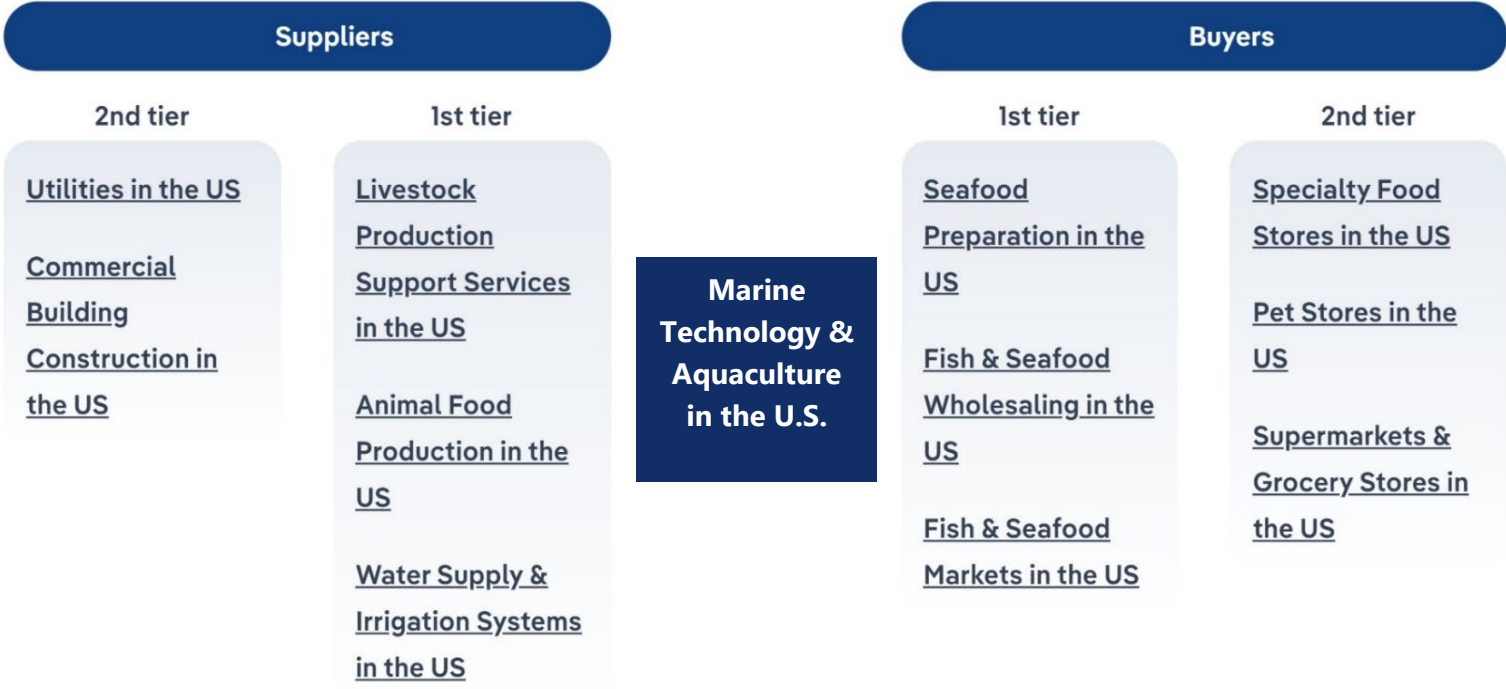 Suppliers
2nd tier
Utilities in the US
Commercial
Building
Construction in
the US
1st tier
Livestock
Production
Support Services
in the US
Animal Food
Production in the
US
Water Supply &
Irrigation Systems
in the US
Marine
Technology &
Aquaculture
in the U.S.
Buyers
1st tier
Seafood
Preparation in the
US
Fish & Seafood
Wholesaling in the
US
Fish & Seafood
Markets in the US
2nd tier
Specialty Food
Stores in the US
Pet Stores in the
US
Supermarkets &
Grocery Stores in
the US